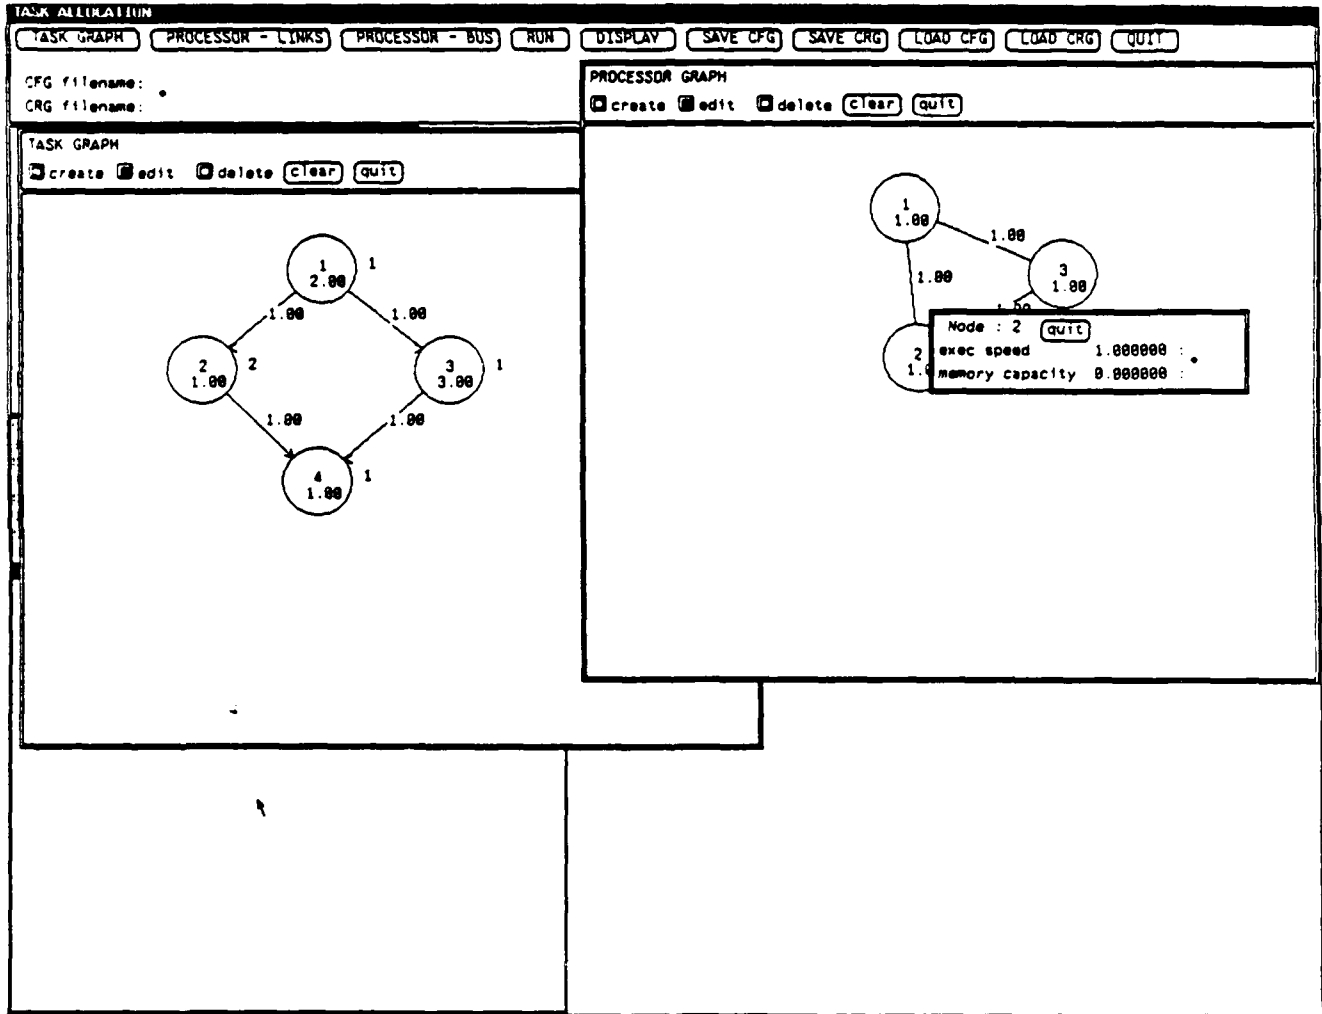 TASK ALLOCATION
TASK GRAPH PROCESSOR - LINKS PROCESSOR - BUS RUN DISPLAY SAVE CFG SAVE CRG LOAD CFG LOAD CRG QUIT
CFG filename:
CRG filename:
TASK GRAPH
create edit delete clear quit
1 1
2.00
1.00 1.00
2 2
1.00
3 1
3.00
1.00 1.00
4 1
1.00
PROCESSOR GRAPH
create edit delete clear quit
1
1.00
1.00
1.00
3
1.00
1.00
2
Node : 2 quit
exec speed 1.000000 :
memory capacity 0.000000 :